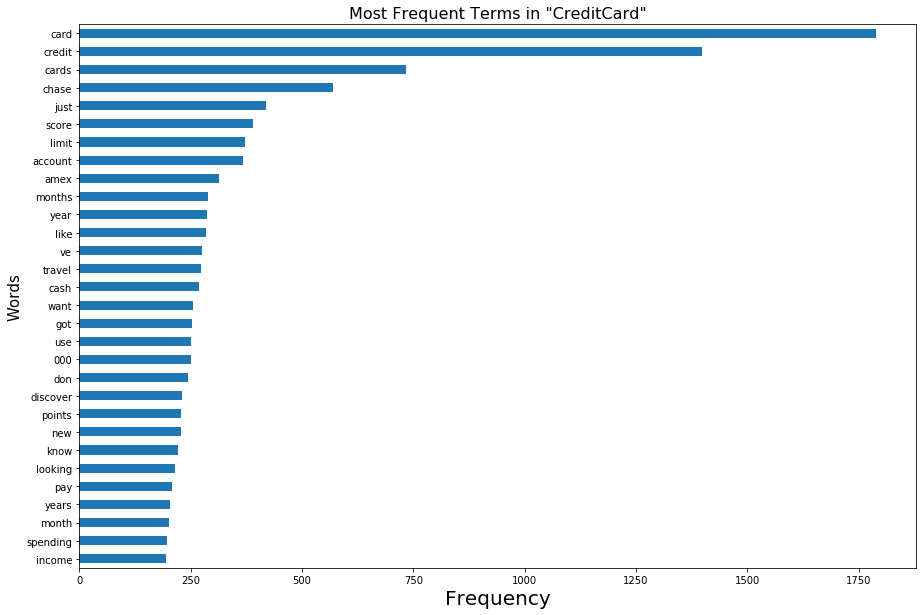 Most Frequent Terms in "CreditCard"
card
credit
cards
chase
just
score
limit
account
amex
months
year
like
ve
travel
cash
want
got
use
000
don
discover
points
new
know
looking
pay
years
month
spending
income
Words
0 250 500 750 1000 1250 1500 1750
Frequency